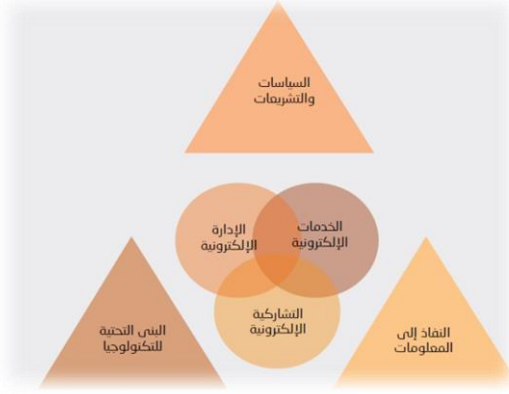 السياسات
والتشريعات
الخدمات
الإلكترونية
الإدارة
الإلكترونية
التشاركية
الإلكترونية
النفاذ إلى
المعلومات
البنى التحتية
للتكنولوجيا